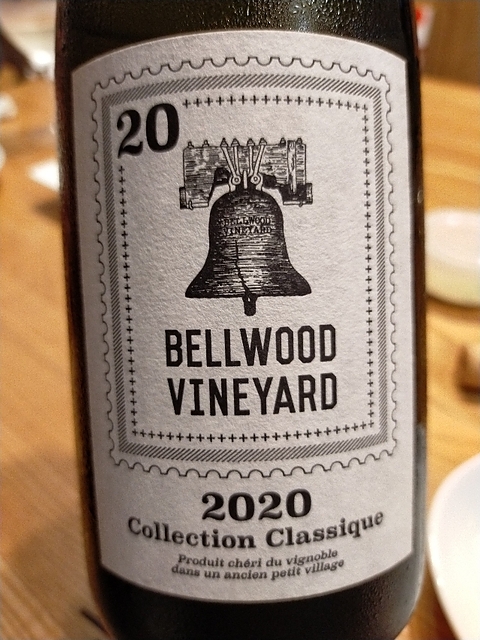 20
BELLWOOD
VINEYARD
BELLWOOD
VINEYARD
2020
Collection Classique
Produit chéri du vignoble
dans un ancien petit village